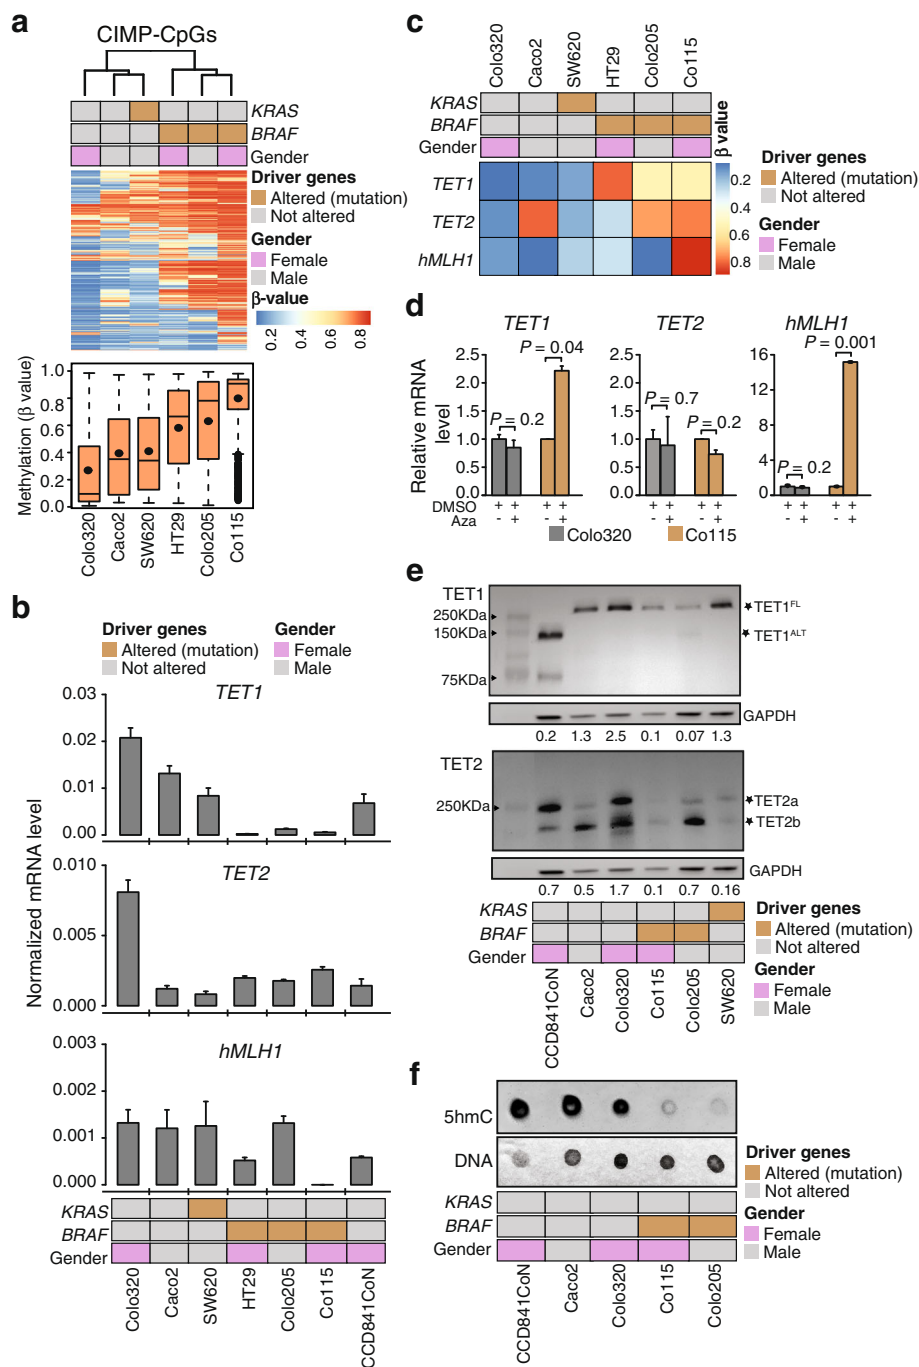 a
CIMP-CpGs
KRAS
BRAF
Gender
Driver genes
Altered (mutation)
Not altered
Gender
Female
Male
β-value
0.2
0.4
0.6
0.8
Methylation (β value)
1.0
0.8
0.6
0.4
0.2
0.0
Colo320
Caco2
SW620
HT29
Colo205
Co115
b
Driver genes
Altered (mutation)
Not altered
Gender
Female
Male
Normalized mRNA level
TET1
0.03
0.02
0.01
0.00
TET2
0.010
0.005
0.000
hMLH1
0.003
0.002
0.001
0.000
KRAS
BRAF
Gender
Colo320
Caco2
SW620
HT29
Colo205
Co115
CCD841CoN
c
Colo320
Caco2
SW620
HT29
Colo205
Co115
KRAS
BRAF
Gender
TET1
TET2
hMLH1
β value
0.2
0.4
0.6
0.8
Driver genes
Altered (mutation)
Not altered
Gender
Female
Male
d
Relative mRNA
level
TET1
2.5
2.0
1.5
1.0
0.5
0.0
P = 0.2
P = 0.04
TET2
2.5
2.0
1.5
1.0
0.5
0.0
P = 0.7
P = 0.2
hMLH1
16
12
8
4
0
P = 0.2
P = 0.001
DMSO + + + + + + + + + + + +
Aza - + - + - + - + - + - +
Colo320 Co115
e
TET1
250KDa
150KDa
75KDa
TET1FL
TET1ALT
GAPDH
0.2 1.3 2.5 0.1 0.07 1.3
TET2
250KDa
TET2a
TET2b
GAPDH
0.7 0.5 1.7 0.1 0.7 0.16
KRAS
BRAF
Gender
CCD841CoN
Caco2
Colo320
Co115
Colo205
SW620
Driver genes
Altered (mutation)
Not altered
Gender
Female
Male
f
5hmC
DNA
KRAS
BRAF
Gender
CCD841CoN
Caco2
Colo320
Co115
Colo205
Driver genes
Altered (mutation)
Not altered
Gender
Female
Male